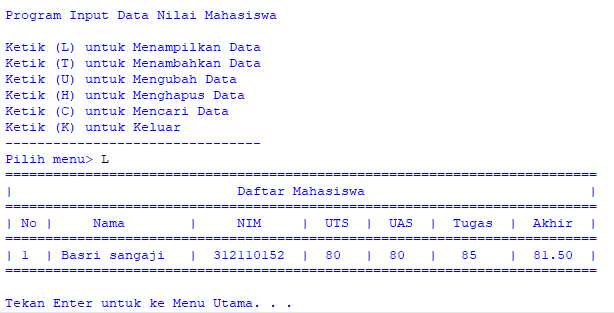 Program Input Data Nilai Mahasiswa
Ketik (L) untuk Menampilkan Data
Ketik (T) untuk Menambahkan Data
Ketik (U) untuk Mengubah Data
Ketik (H) untuk Menghapus Data
Ketik (C) untuk Mencari Data
Ketik (K) untuk Keluar
--------------------------------
Pilih menu> L
==========================================================================
| Daftar Mahasiswa |
==========================================================================
| No | Nama | NIM | UTS | UAS | Tugas | Akhir |
==========================================================================
| 1 | Basri sangaji | 312110152 | 80 | 80 | 85 | 81.50 |
==========================================================================
Tekan Enter untuk ke Menu Utama. . .